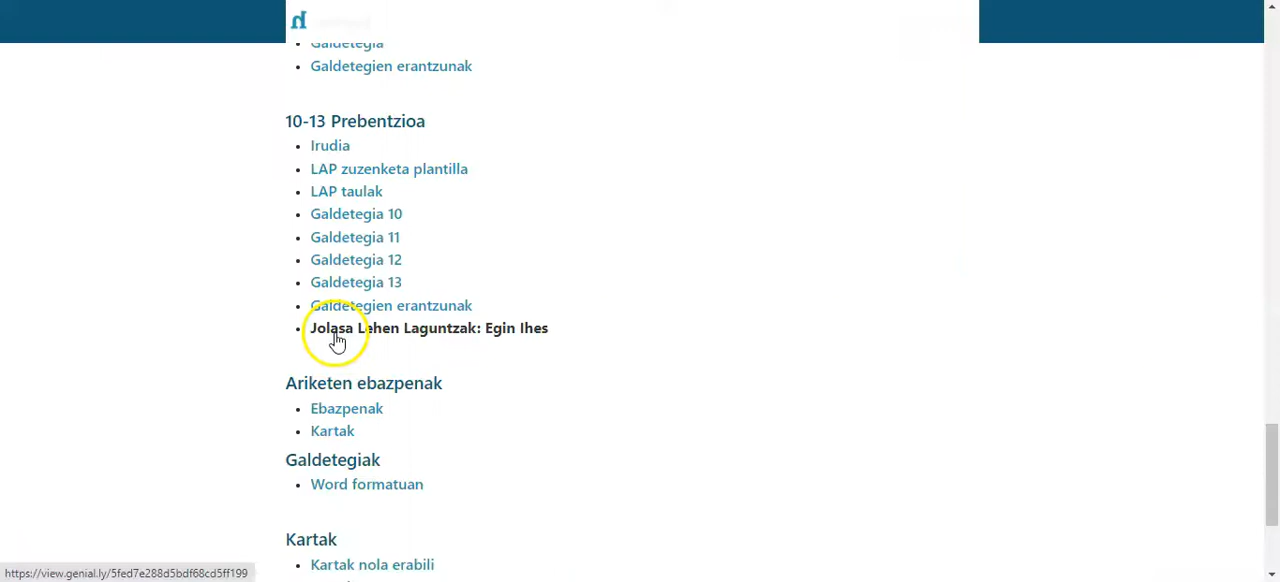 Galdetegia
Galdetegien erantzunak
10-13 Prebentzioa
Irudia
LAP zuzenketa plantilla
LAP taulak
Galdetegia 10
Galdetegia 11
Galdetegia 12
Galdetegia 13
Galdetegien erantzunak
Jolasa Lehen Laguntzak: Egin Ihes
Ariketen ebazpenak
Ebazpenak
Kartak
Galdetegiak
Word formatuan
Kartak
Kartak nola erabili
https://view.genial.ly/5fed7e288d5bdf68cd5ff199